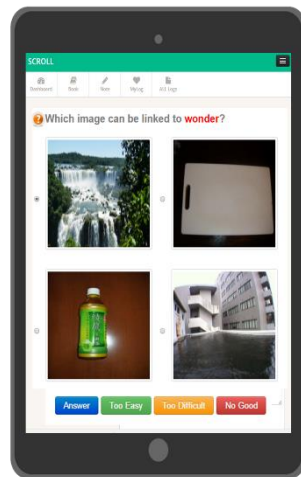 SCROLL
Dashboard Book Note MyLog All Logs
Which image can be linked to wonder?
Answer Too Easy Too Difficult No Good